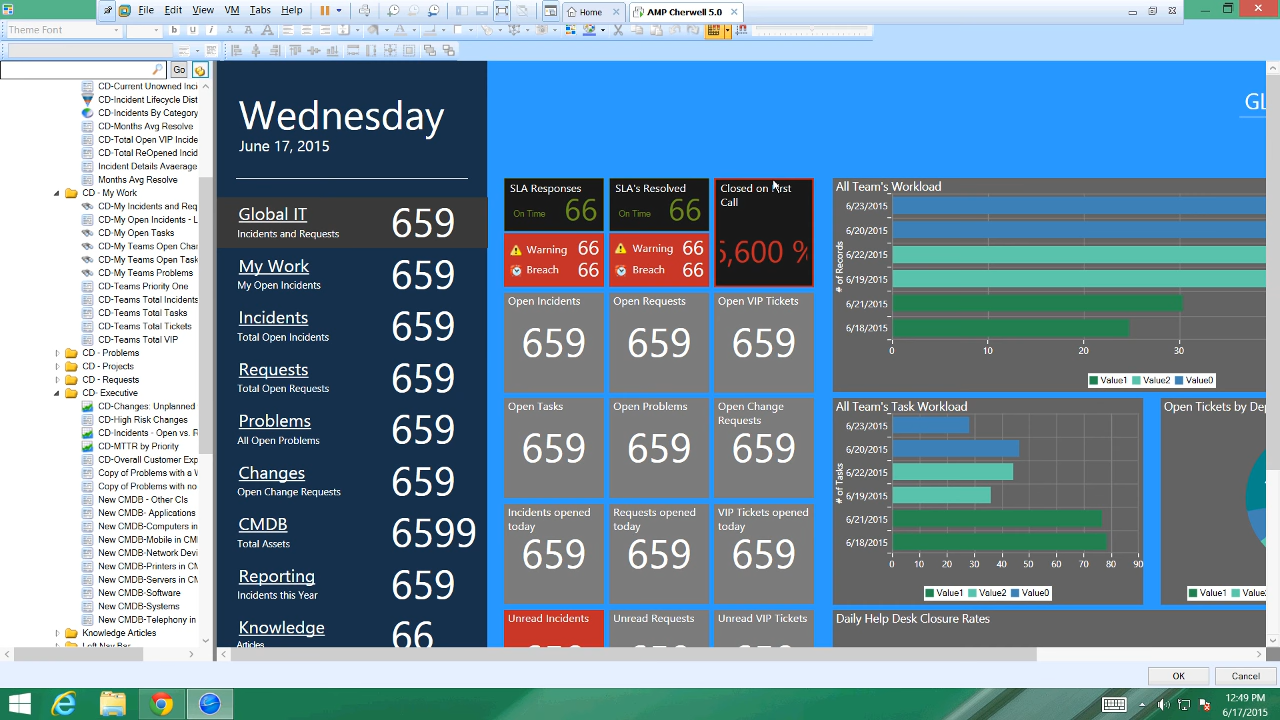 File Edit View VM Tabs Help
Home
AMP Cherwell 5.0
Theme Font
B U i
A A A
Go
CD-Current Unowned Inci
CD-Incident Lifecycle Dist
CD-Incidents By Category
CD-Months Avg Resolve
CD-Total Open VIP Incide
CD-Total ReOpened Incid
Incident Details Avaerage
Months Avg Resolve
CD - My Work
CD-My Incidents and Req
CD-My Open Incidents - L
CD-My Open Tasks
CD-My Teams Open Char
CD-My Teams Open Task
CD-My Teams Problems
CD-Teams Priority One
CD-Teams Total Incidents
CD-Teams Total Tasks
CD-Teams Total Tickets
CD-Teams Total VIP
CD - Problems
CD - Projects
CD - Requests
CD- Executive
CD-Changes: Unplanned
CD-High Risk Changes
CD-Incidents - Open vs. R
CD-MTTR by Priority
CD-Overall Customer Exp
Copy of Problems with a V
Copy of Problems with no
New CMDB - Other CIs
New CMDB- Applications
New CMDB-Computers in
New CMDB-Mobile in CM
New CMDB-Network Devi
New CMDB-Printers in CM
New CMDB-Servers in CM
New CMDB-Software
New CMDB-Systems
New CMDB-Telephony in
Knowledge Articles
Left Nav Bar
Wednesday
June 17, 2015
Global IT 659
Incidents and Requests
My Work 659
My Open Incidents
Incidents 659
Total Open Incidents
Requests 659
Total Open Requests
Problems 659
All Open Problems
Changes 659
Open Change Requests
CMDB 6599
Total Assets
Reporting 659
Incidents this Year
Knowledge 66
Articles
GL
SLA Responses
On Time 66
Warning 66
Breach 66
SLA's Resolved
On Time 66
Warning 66
Breach 66
Closed on First
Call
5,600 %
Open Incidents
659
Open Requests
659
Open VIP Tickets
659
Open Tasks
659
Open Problems
659
Open Change
Requests
659
Incidents opened
today
659
Requests opened
today
659
VIP Tickets opened
today
659
Unread Incidents
Unread Requests
Unread VIP Tickets
All Team's Workload
# of Records
6/23/2015
6/20/2015
6/22/2015
6/19/2015
6/21/2015
6/18/2015
0 10 20 30
Value1 Value2 Value0
All Team's Task Workload
# of Tasks
6/23/2015
6/20/2015
6/22/2015
6/19/2015
6/21/2015
6/18/2015
0 10 20 30 40 50 60 70 80 90
Value1 Value2 Value0
Open Tickets by Dep
Value1 Value2
Daily Help Desk Closure Rates
OK Cancel
12:49 PM
6/17/2015